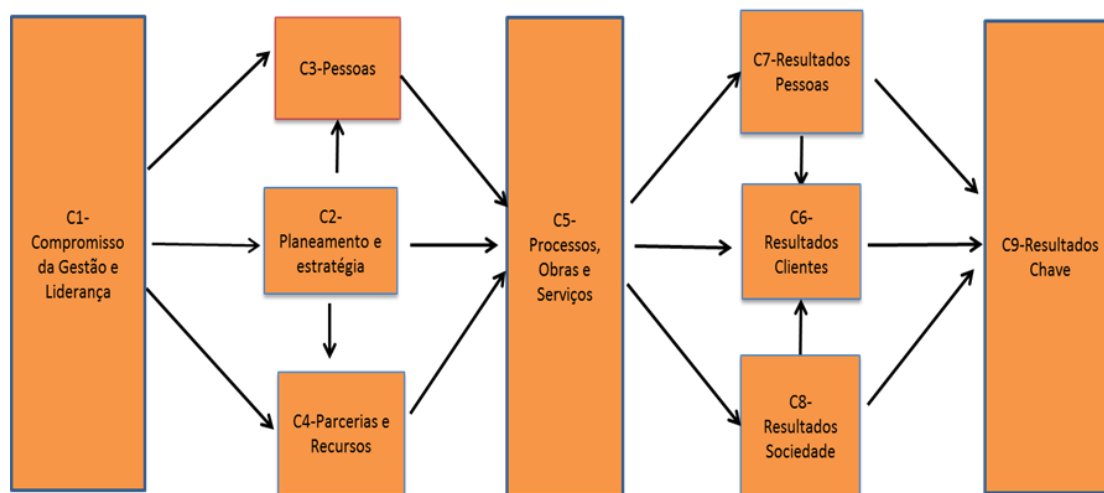 C1-
Compromisso
da Gestão e
Liderança
C3-Pessoas
C2-
Planeamento e
estratégia
C4-Parcerias e
Recursos
C5-
Processos,
Obras e
Serviços
C7-Resultados
Pessoas
C6-
Resultados
Clientes
C8-
Resultados
Sociedade
C9-Resultados
Chave